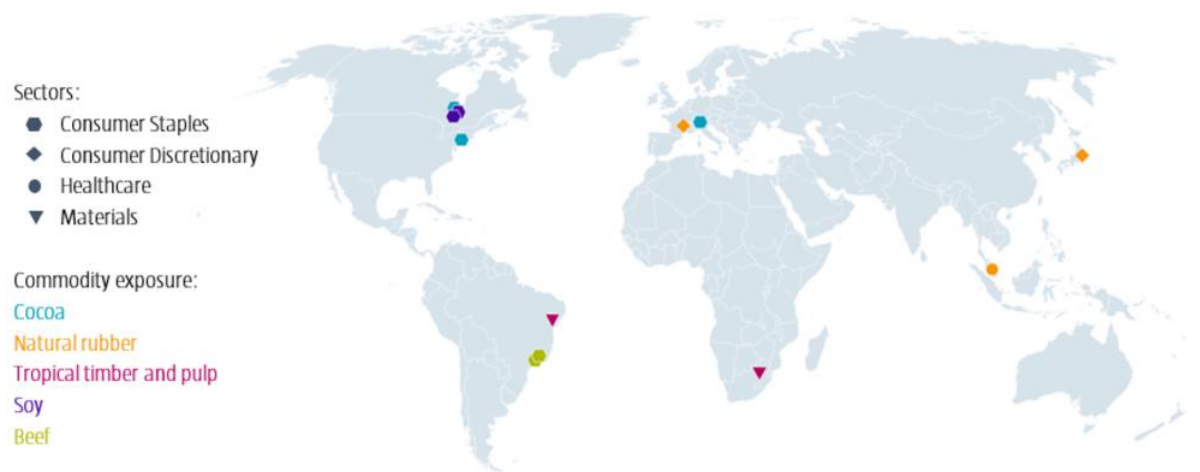 Sectors:
Consumer Staples
Consumer Discretionary
Healthcare
Materials
Commodity exposure:
Cocoa
Natural rubber
Tropical timber and pulp
Soy
Beef